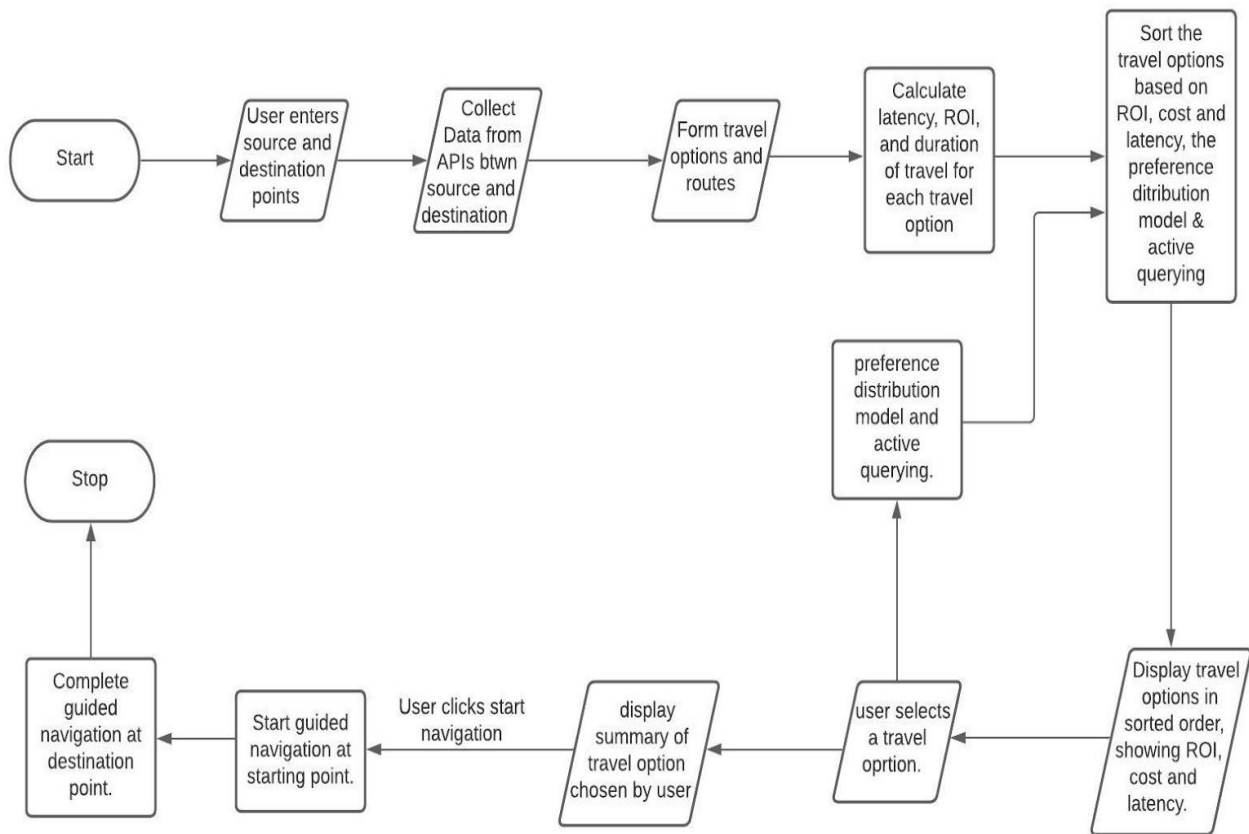 Start
User enters
source and
destination
points
Collect
Data from
APIs btwn
source and
destination
Form travel
options and
routes
Calculate
latency, ROI,
and duration
of travel for
each travel
option
Sort the
travel options
based on
ROI, cost and
latency, the
preference
ditribution
model &
active
querying
preference
distribution
model and
active
querying.
Display travel
options in
sorted order,
showing ROI,
cost and
latency.
user selects
a travel
oprtion.
display
summary of
travel option
chosen by user
User clicks start
navigation
Start guided
navigation at
starting point.
Complete
guided
navigation at
destination
point.
Stop